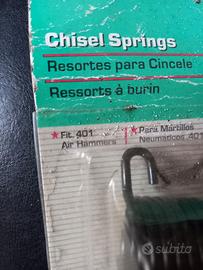 Chisel Springs
Resortes para Cincele
Ressorts à burin
★Fit .401
Air Hammers
★Para Martillos
Neumaticos .401
subito